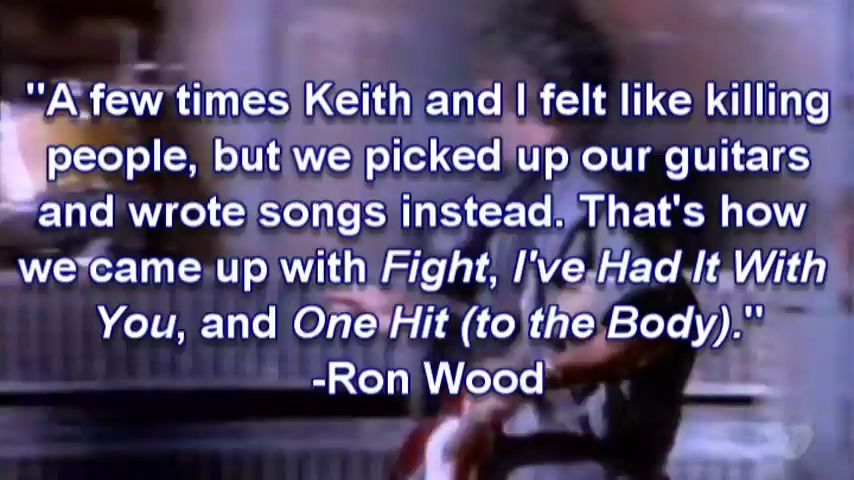 "A few times Keith and I felt like killing
people, but we picked up our guitars
and wrote songs instead. That's how
we came up with Fight, I've Had It With
You, and One Hit (to the Body)."
-Ron Wood